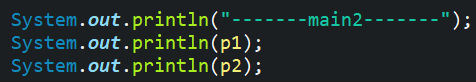 System.out.println("-------main2-------");
System.out.println(p1);
System.out.println(p2);